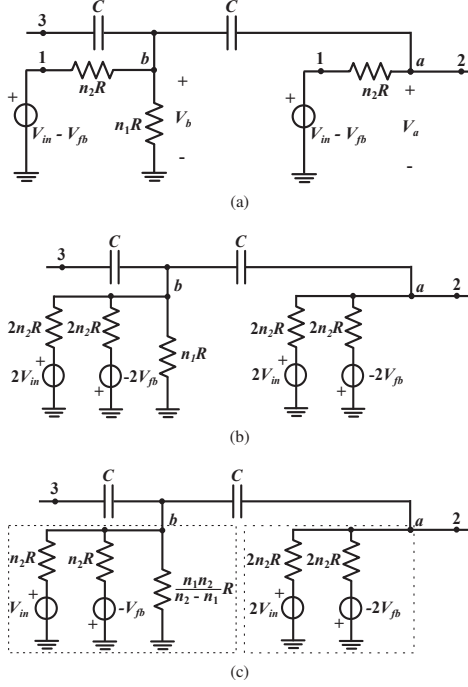 C C
3
1 b 1 a 2
n2R + n2R
+ n1R Vb + +
Vin - Vfb Vin - Vfb Va
- -
(a)
C C
3
b a 2
2n2R 2n2R 2n2R 2n2R
n1R
+ +
2Vin -2Vfb 2Vin -2Vfb
+ +
(b)
C C
3
b a 2
n2R n2R 2n2R 2n2R
n1n2
n2 - n1 R
+ +
Vin -Vfb 2Vin -2Vfb
+ +
(c)